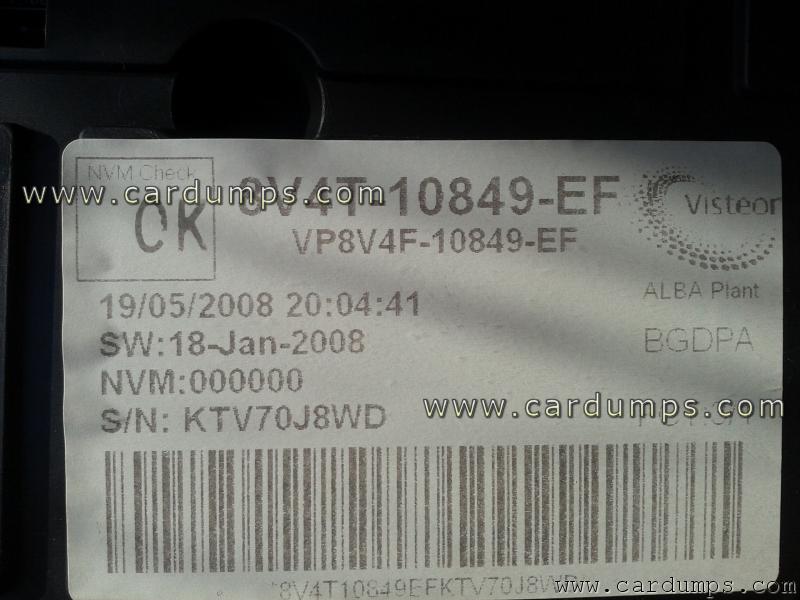 NVM Check
OK
8V4T-10849-EF
VP8V4F-10849-EF
Visteon
ALBA Plant
BGDPA
19/05/2008 20:04:41
SW:18-Jan-2008
NVM:000000
S/N: KTV70J8WD
*8V4T10849EFKTV70J8WD
www.cardumps.com
www.cardumps.com
www.cardumps.com